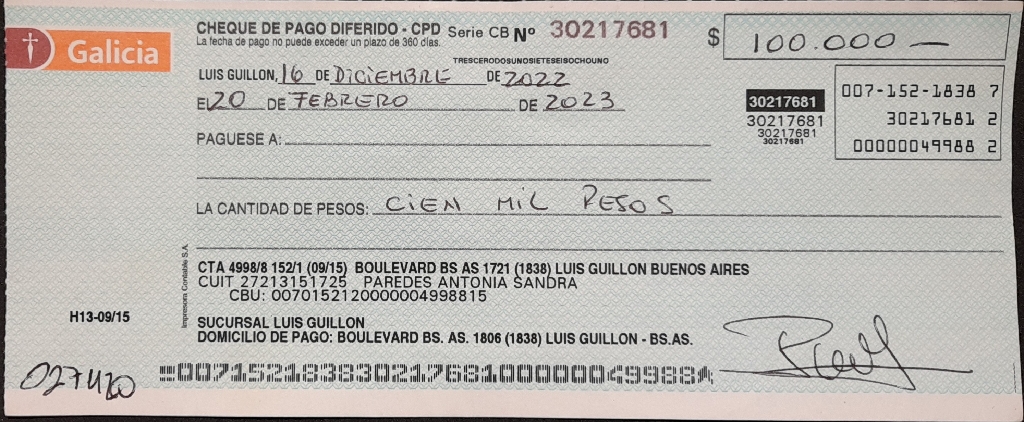 Galicia
CHEQUE DE PAGO DIFERIDO - CPD Serie CB Nº 30217681
La fecha de pago no puede exceder un plazo de 360 días.
$ 100.000 —
TRESCERODOSUNOSIETESEISOCHOUNO
LUIS GUILLON, 16 DE DICIEMBRE DE 2022
EL 20 DE FEBRERO DE 2023
30217681
30217681
30217681
30217681
007-152-1838 7
30217681 2
00000049988 2
PAGUESE A:
LA CANTIDAD DE PESOS: CIEN MIL PESOS
Impresora Contable S.A.
CTA 4998/8 152/1 (09/15) BOULEVARD BS AS 1721 (1838) LUIS GUILLON BUENOS AIRES
CUIT 27213151725 PAREDES ANTONIA SANDRA
CBU: 0070152120000004998815
H13-09/15
SUCURSAL LUIS GUILLON
DOMICILIO DE PAGO: BOULEVARD BS. AS. 1806 (1838) LUIS GUILLON - BS.AS.
00715218383021768100000049988